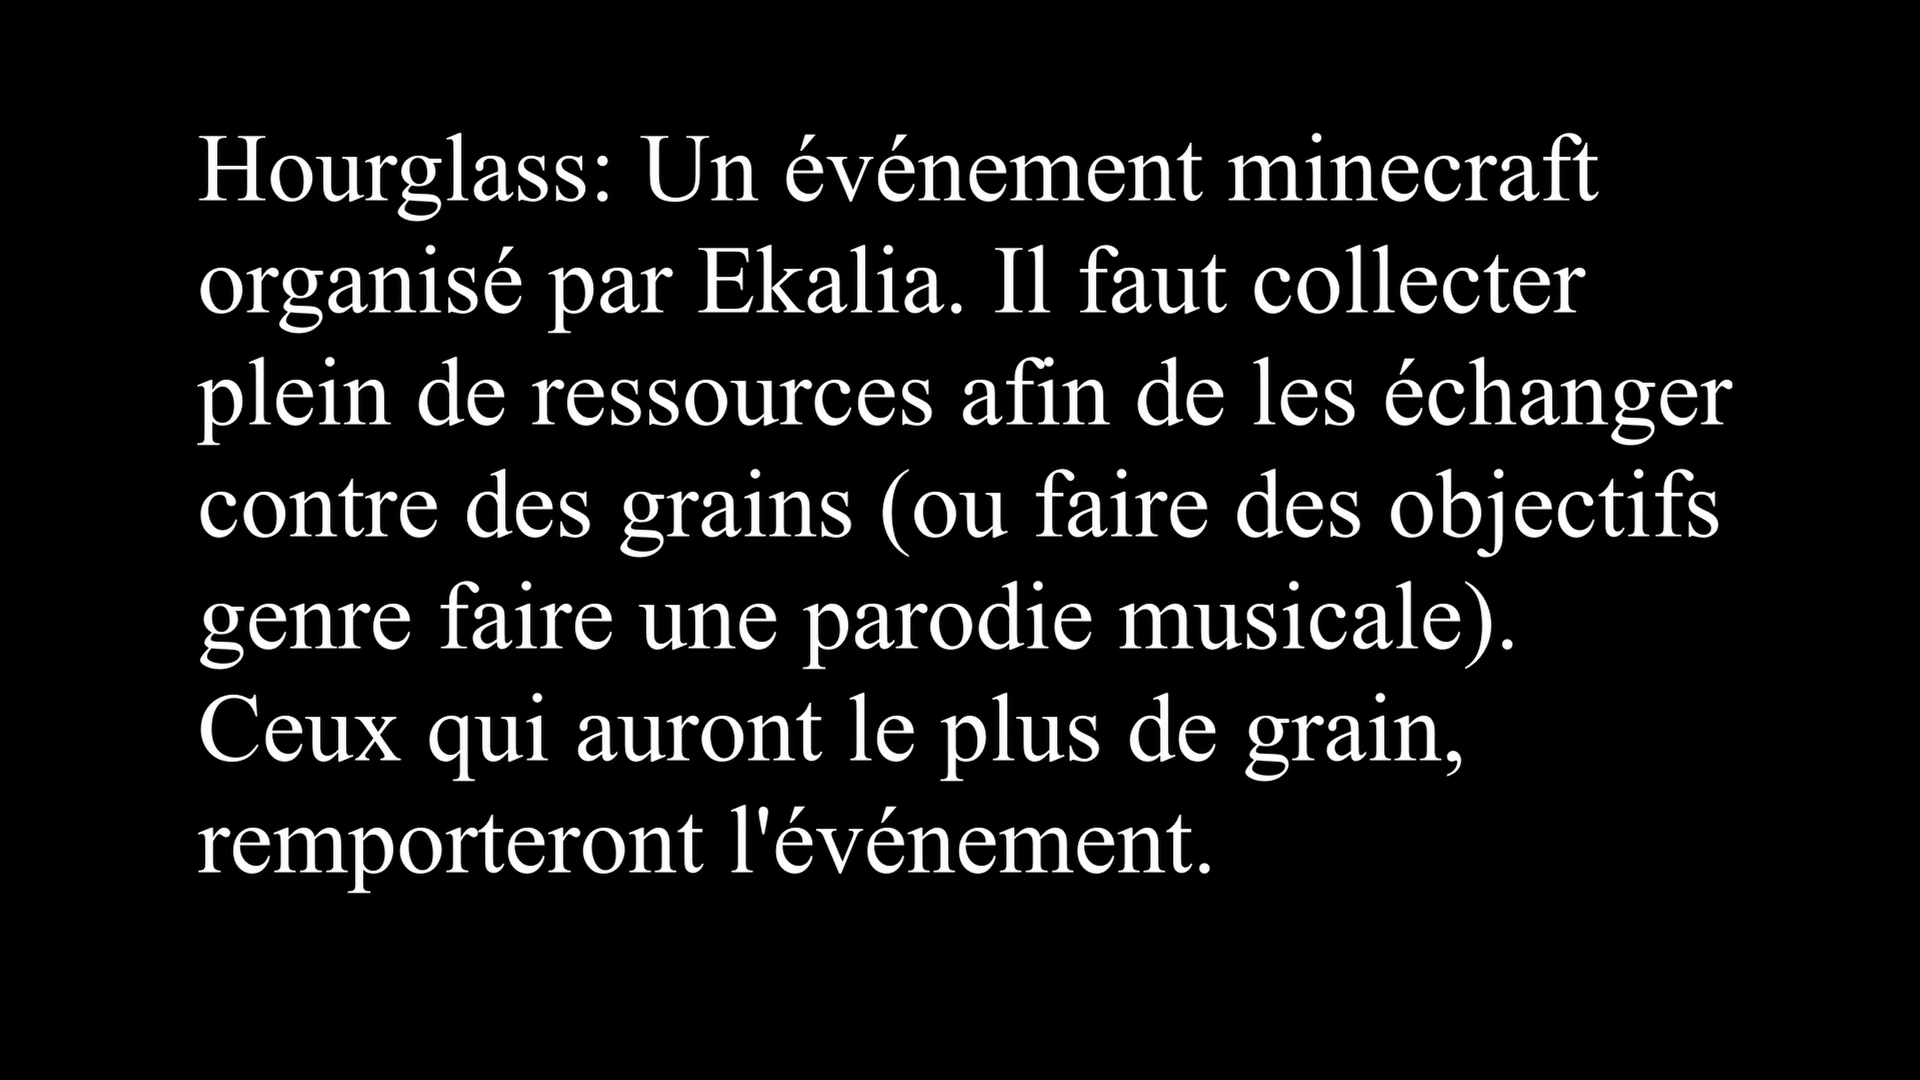 Hourglass: Un événement minecraft
organisé par Ekalia. Il faut collecter
plein de ressources afin de les échanger
contre des grains (ou faire des objectifs
genre faire une parodie musicale).
Ceux qui auront le plus de grain,
remporteront l'événement.